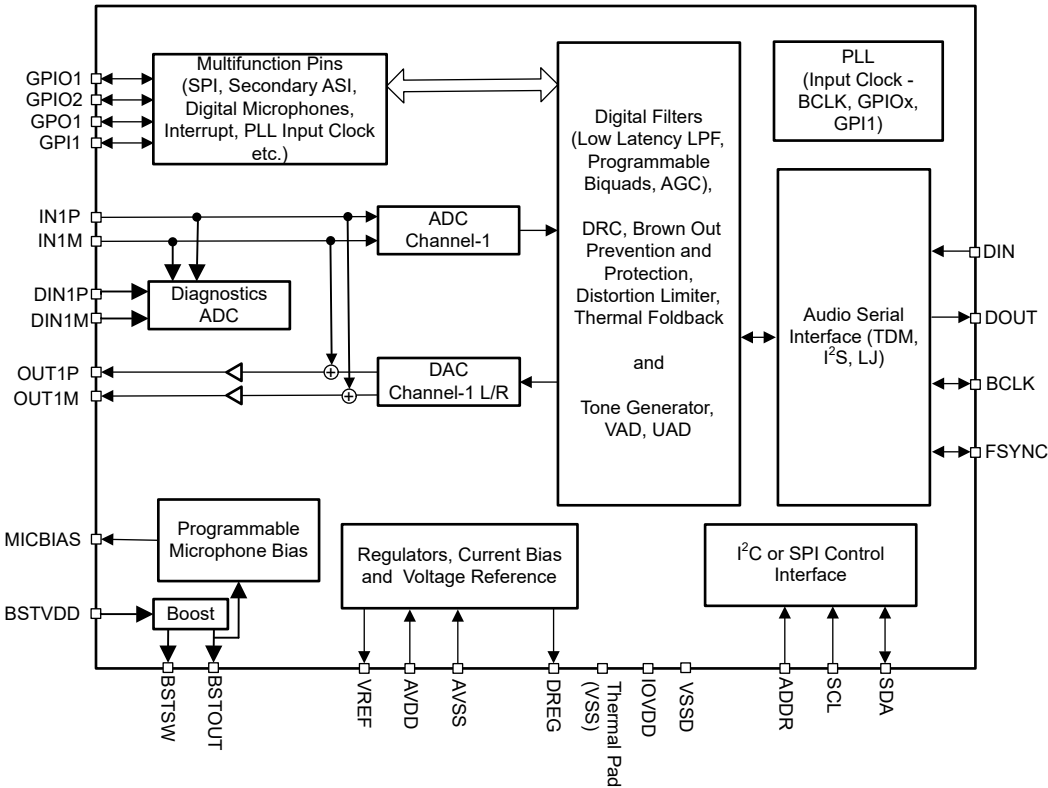 GPIO1
GPIO2
GPO1
GPI1
Multifunction Pins
(SPI, Secondary ASI,
Digital Microphones,
Interrupt, PLL Input Clock
etc.)
Digital Filters
(Low Latency LPF,
Programmable
Biquads, AGC),
DRC, Brown Out
Prevention and
Protection,
Distortion Limiter,
Thermal Foldback
and
Tone Generator,
VAD, UAD
PLL
(Input Clock -
BCLK, GPIOx,
GPI1)
IN1P
IN1M
ADC
Channel-1
DIN1P
DIN1M
Diagnostics
ADC
OUT1P
OUT1M
DAC
Channel-1 L/R
Audio Serial
Interface (TDM,
I²S, LJ)
DIN
DOUT
BCLK
FSYNC
MICBIAS
Programmable
Microphone Bias
BSTVDD
Boost
Regulators, Current Bias
and Voltage Reference
I²C or SPI Control
Interface
BSTSW
BSTOUT
VREF
AVDD
AVSS
DREG
Thermal Pad
(VSS)
IOVDD
VSSD
ADDR
SCL
SDA